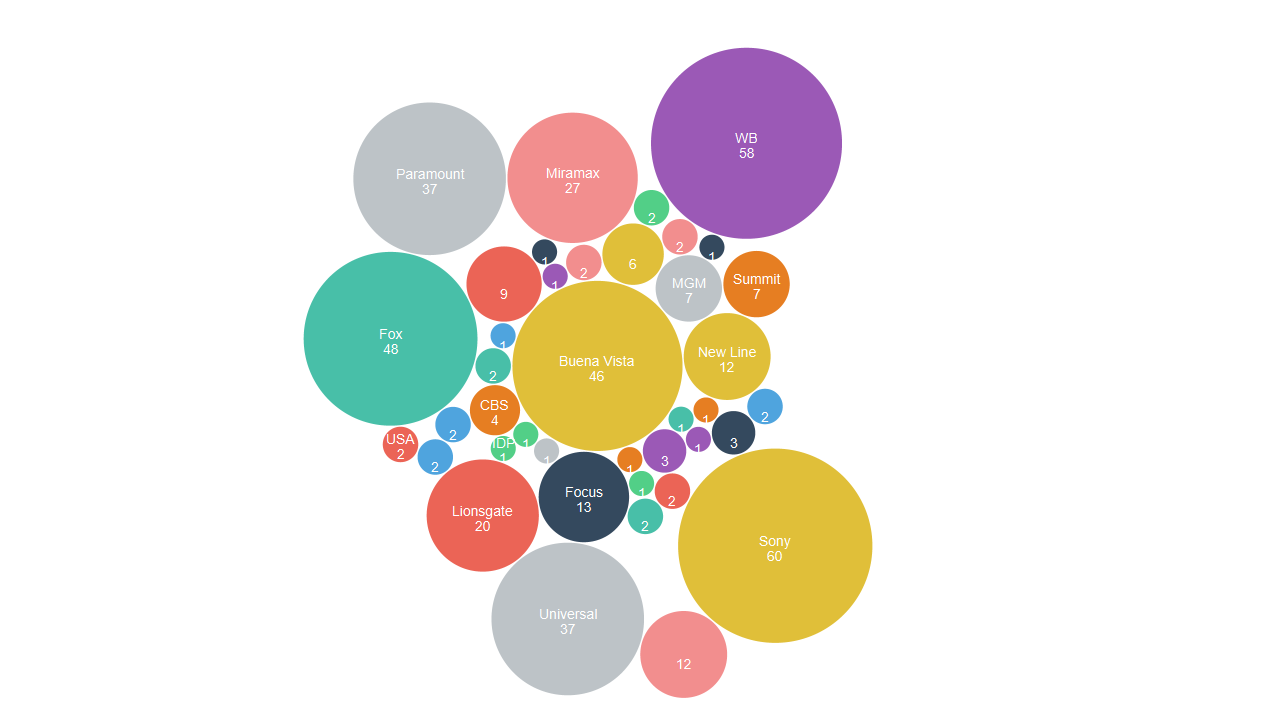 WB
58
Paramount
37
Miramax
27
2
2
1
1
2
6
1
MGM
7
Summit
7
9
Fox
48
1
Buena Vista
46
New Line
12
2
CBS
4
2
1
1
2
USA
2
1
IDP
1
1
3
1
3
2
1
Focus
13
1
2
Lionsgate
20
2
Sony
60
Universal
37
12